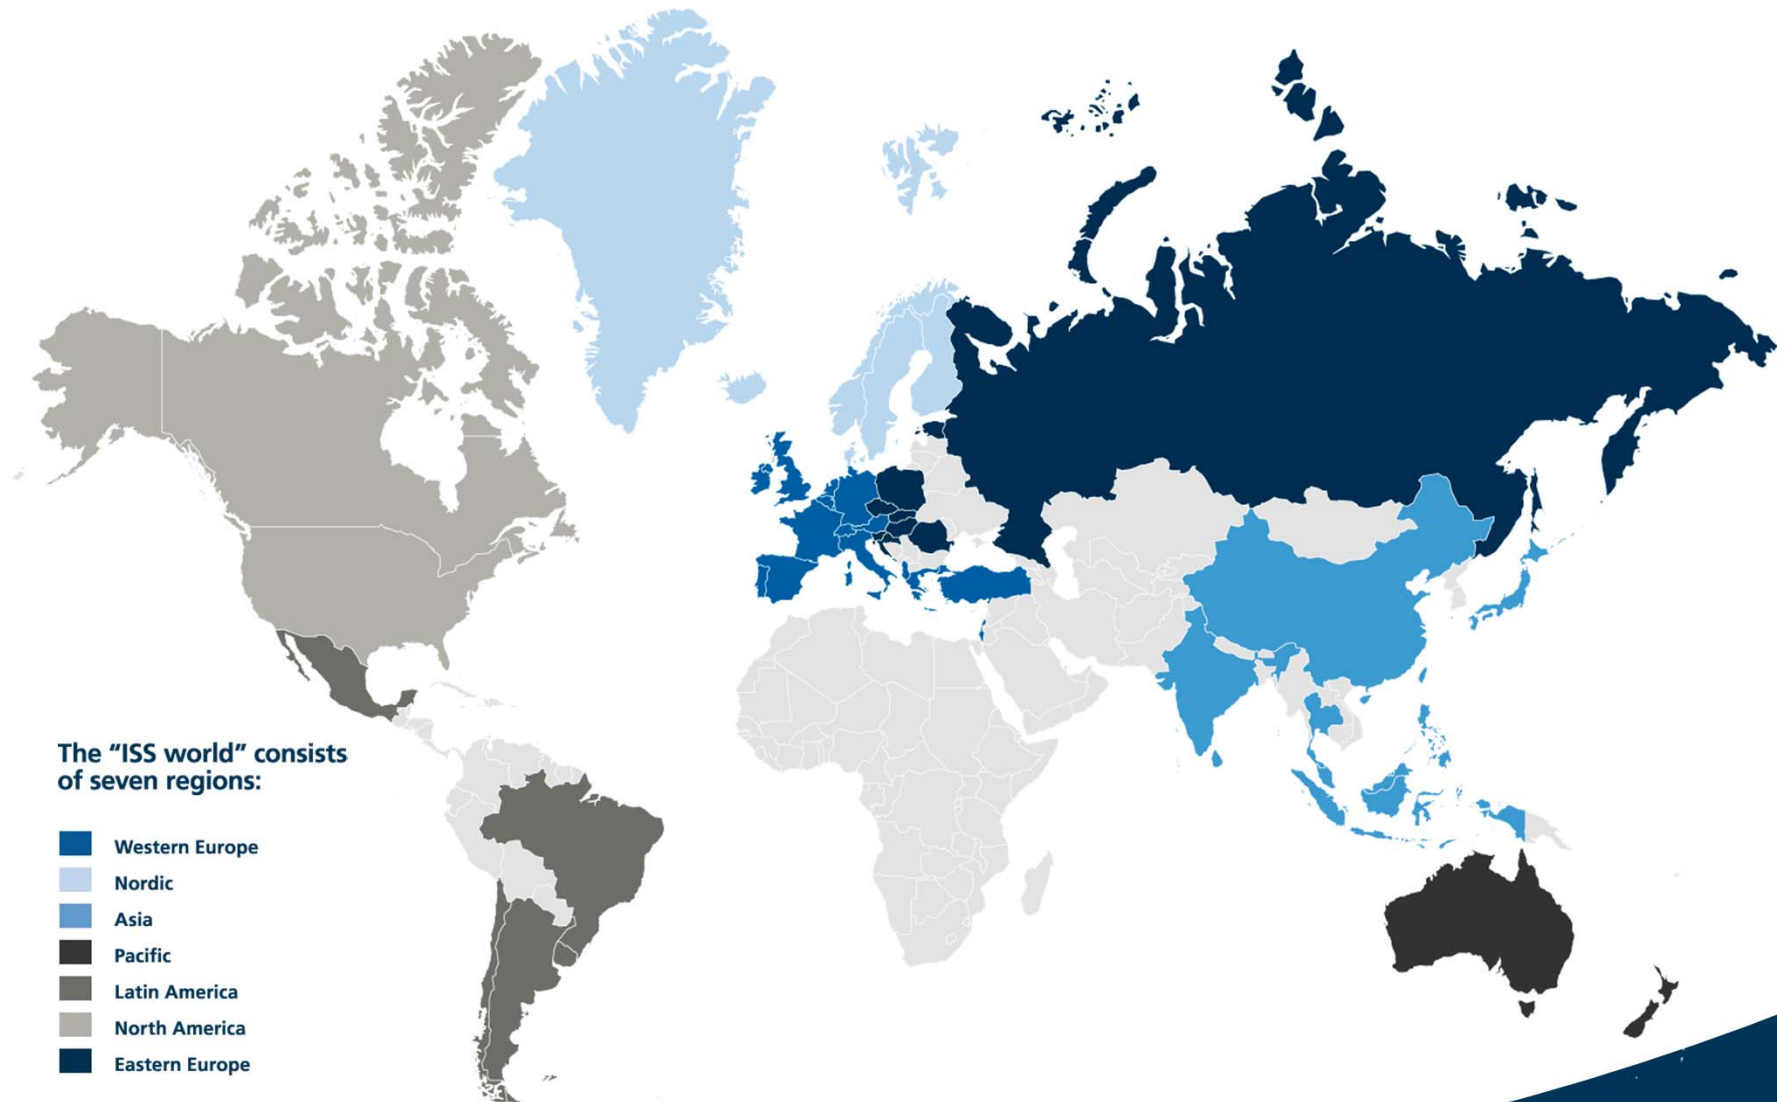 The “ISS world” consists
of seven regions:
Western Europe
Nordic
Asia
Pacific
Latin America
North America
Eastern Europe